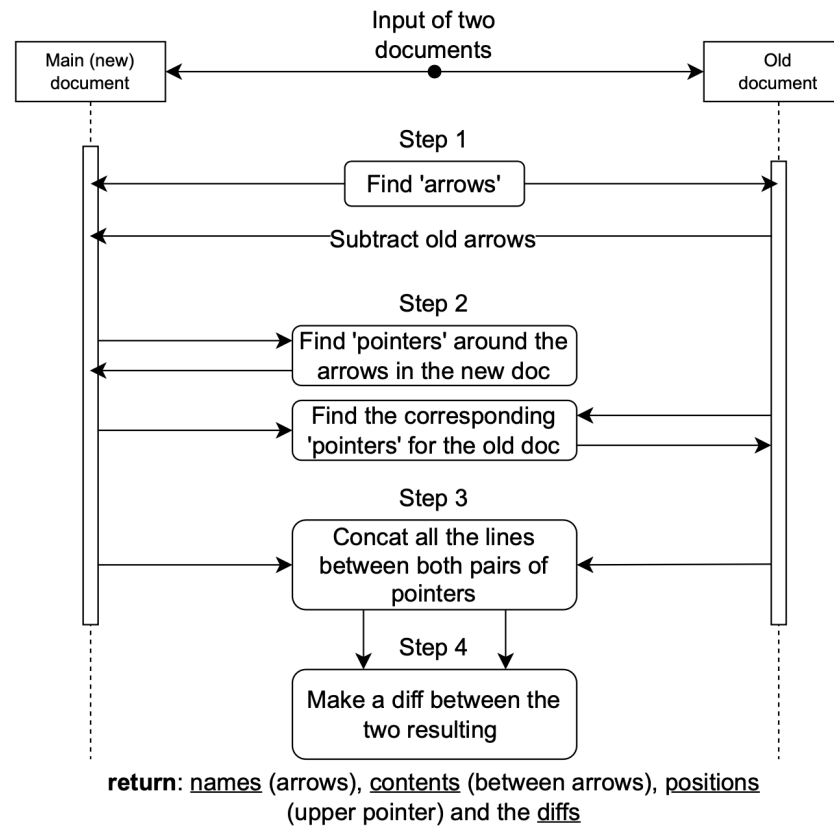 Input of two
documents
Main (new)
document
Old
document
Step 1
Find 'arrows'
Subtract old arrows
Step 2
Find 'pointers' around the
arrows in the new doc
Find the corresponding
'pointers' for the old doc
Step 3
Concat all the lines
between both pairs of
pointers
Step 4
Make a diff between the
two resulting
return: names (arrows), contents (between arrows), positions
(upper pointer) and the diffs